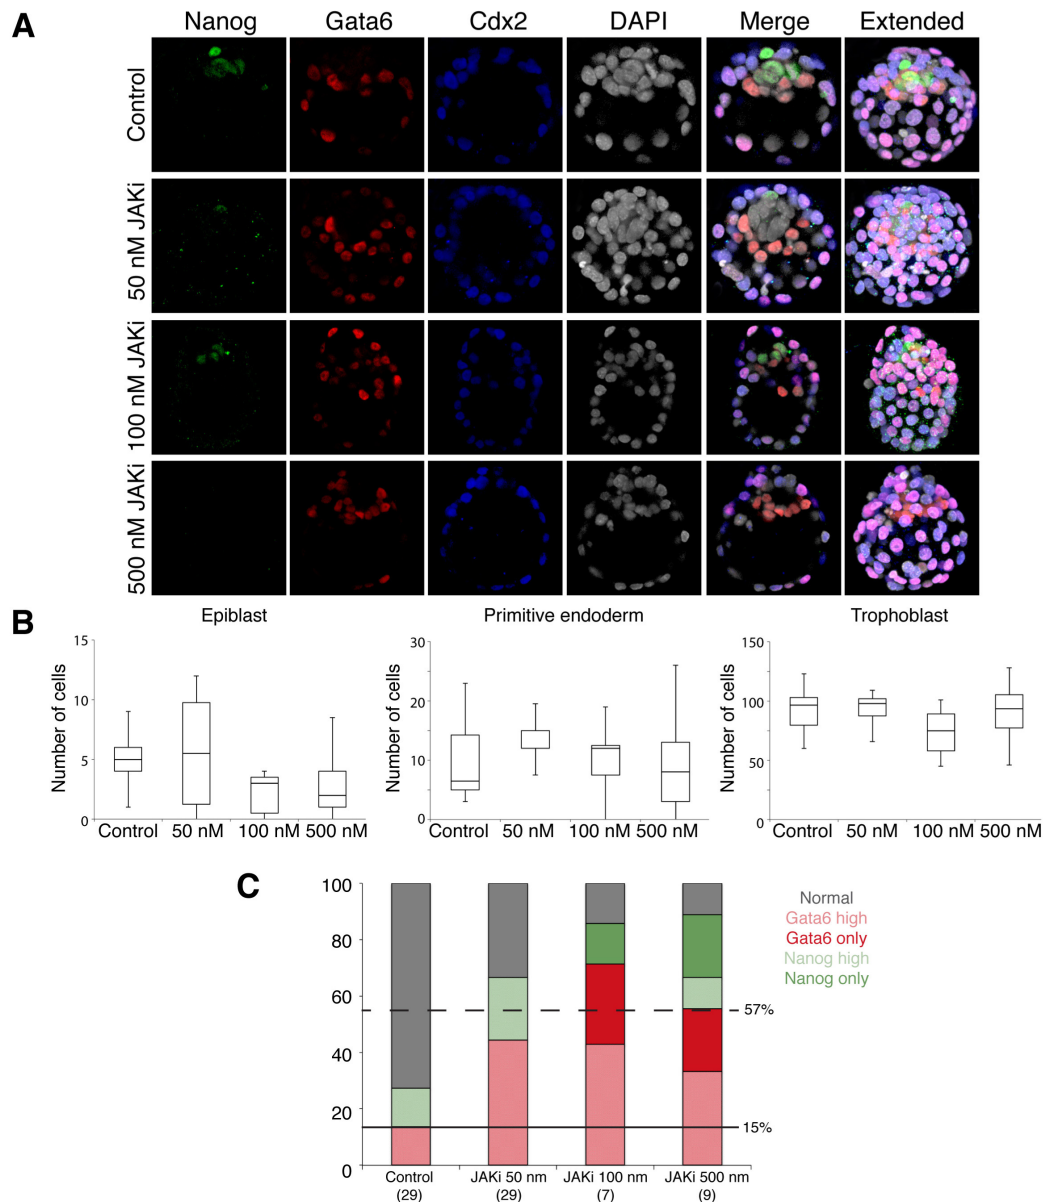 A
Nanog Gata6 Cdx2 DAPI Merge Extended
Control
50 nM JAKi
100 nM JAKi
500 nM JAKi
B
Epiblast Primitive endoderm Trophoblast
Number of cells
15
10
5
0
Control 50 nM 100 nM 500 nM
Number of cells
30
20
10
0
Control 50 nM 100 nM 500 nM
Number of cells
150
100
50
0
Control 50 nM 100 nM 500 nM
C
100
80
60
40
20
0
57%
15%
Normal
Gata6 high
Gata6 only
Nanog high
Nanog only
Control JAKi 50 nm JAKi 100 nm JAKi 500 nm
(29) (29) (7) (9)